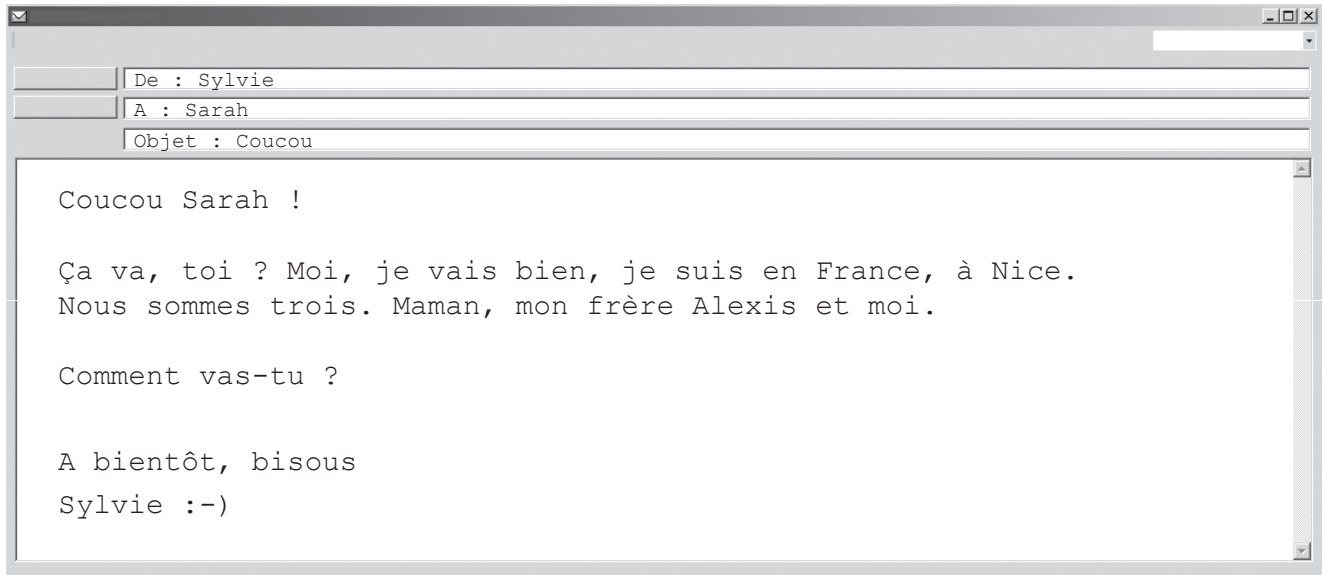 De : Sylvie
A : Sarah
Objet : Coucou
Coucou Sarah !
Ça va, toi ? Moi, je vais bien, je suis en France, à Nice.
Nous sommes trois. Maman, mon frère Alexis et moi.
Comment vas-tu ?
A bientôt, bisous
Sylvie :-)